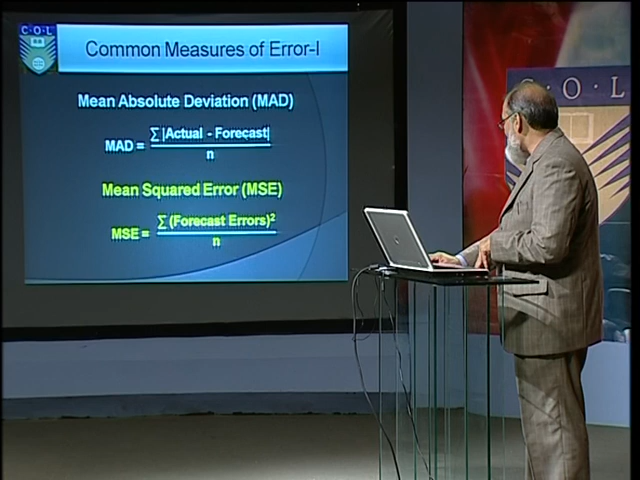 C·O·L
Common Measures of Error-I
Mean Absolute Deviation (MAD)
MAD = ∑ |Actual - Forecast|
n
Mean Squared Error (MSE)
MSE = ∑ (Forecast Errors)²
n
C·O·L